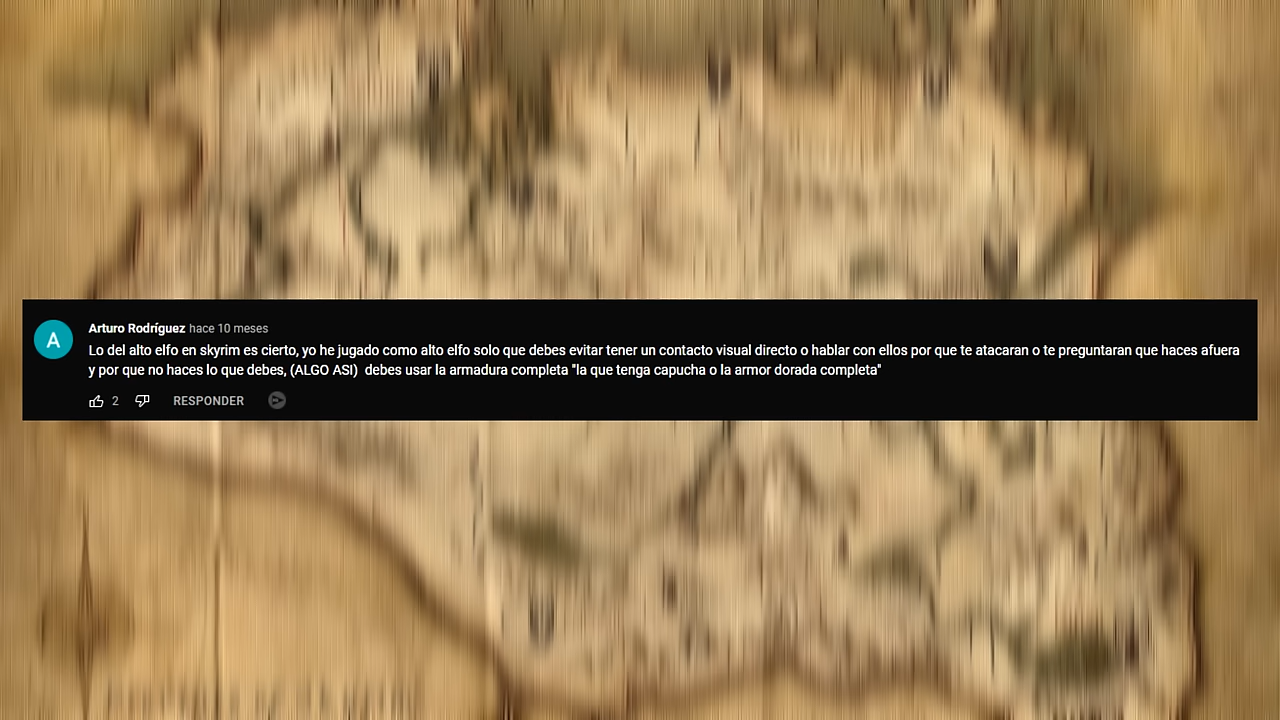 A
Arturo Rodríguez hace 10 meses
Lo del alto elfo en skyrim es cierto, yo he jugado como alto elfo solo que debes evitar tener un contacto visual directo o hablar con ellos por que te atacaran o te preguntaran que haces afuera
y por que no haces lo que debes, (ALGO ASI)  debes usar la armadura completa "la que tenga capucha o la armor dorada completa"
2 RESPONDER